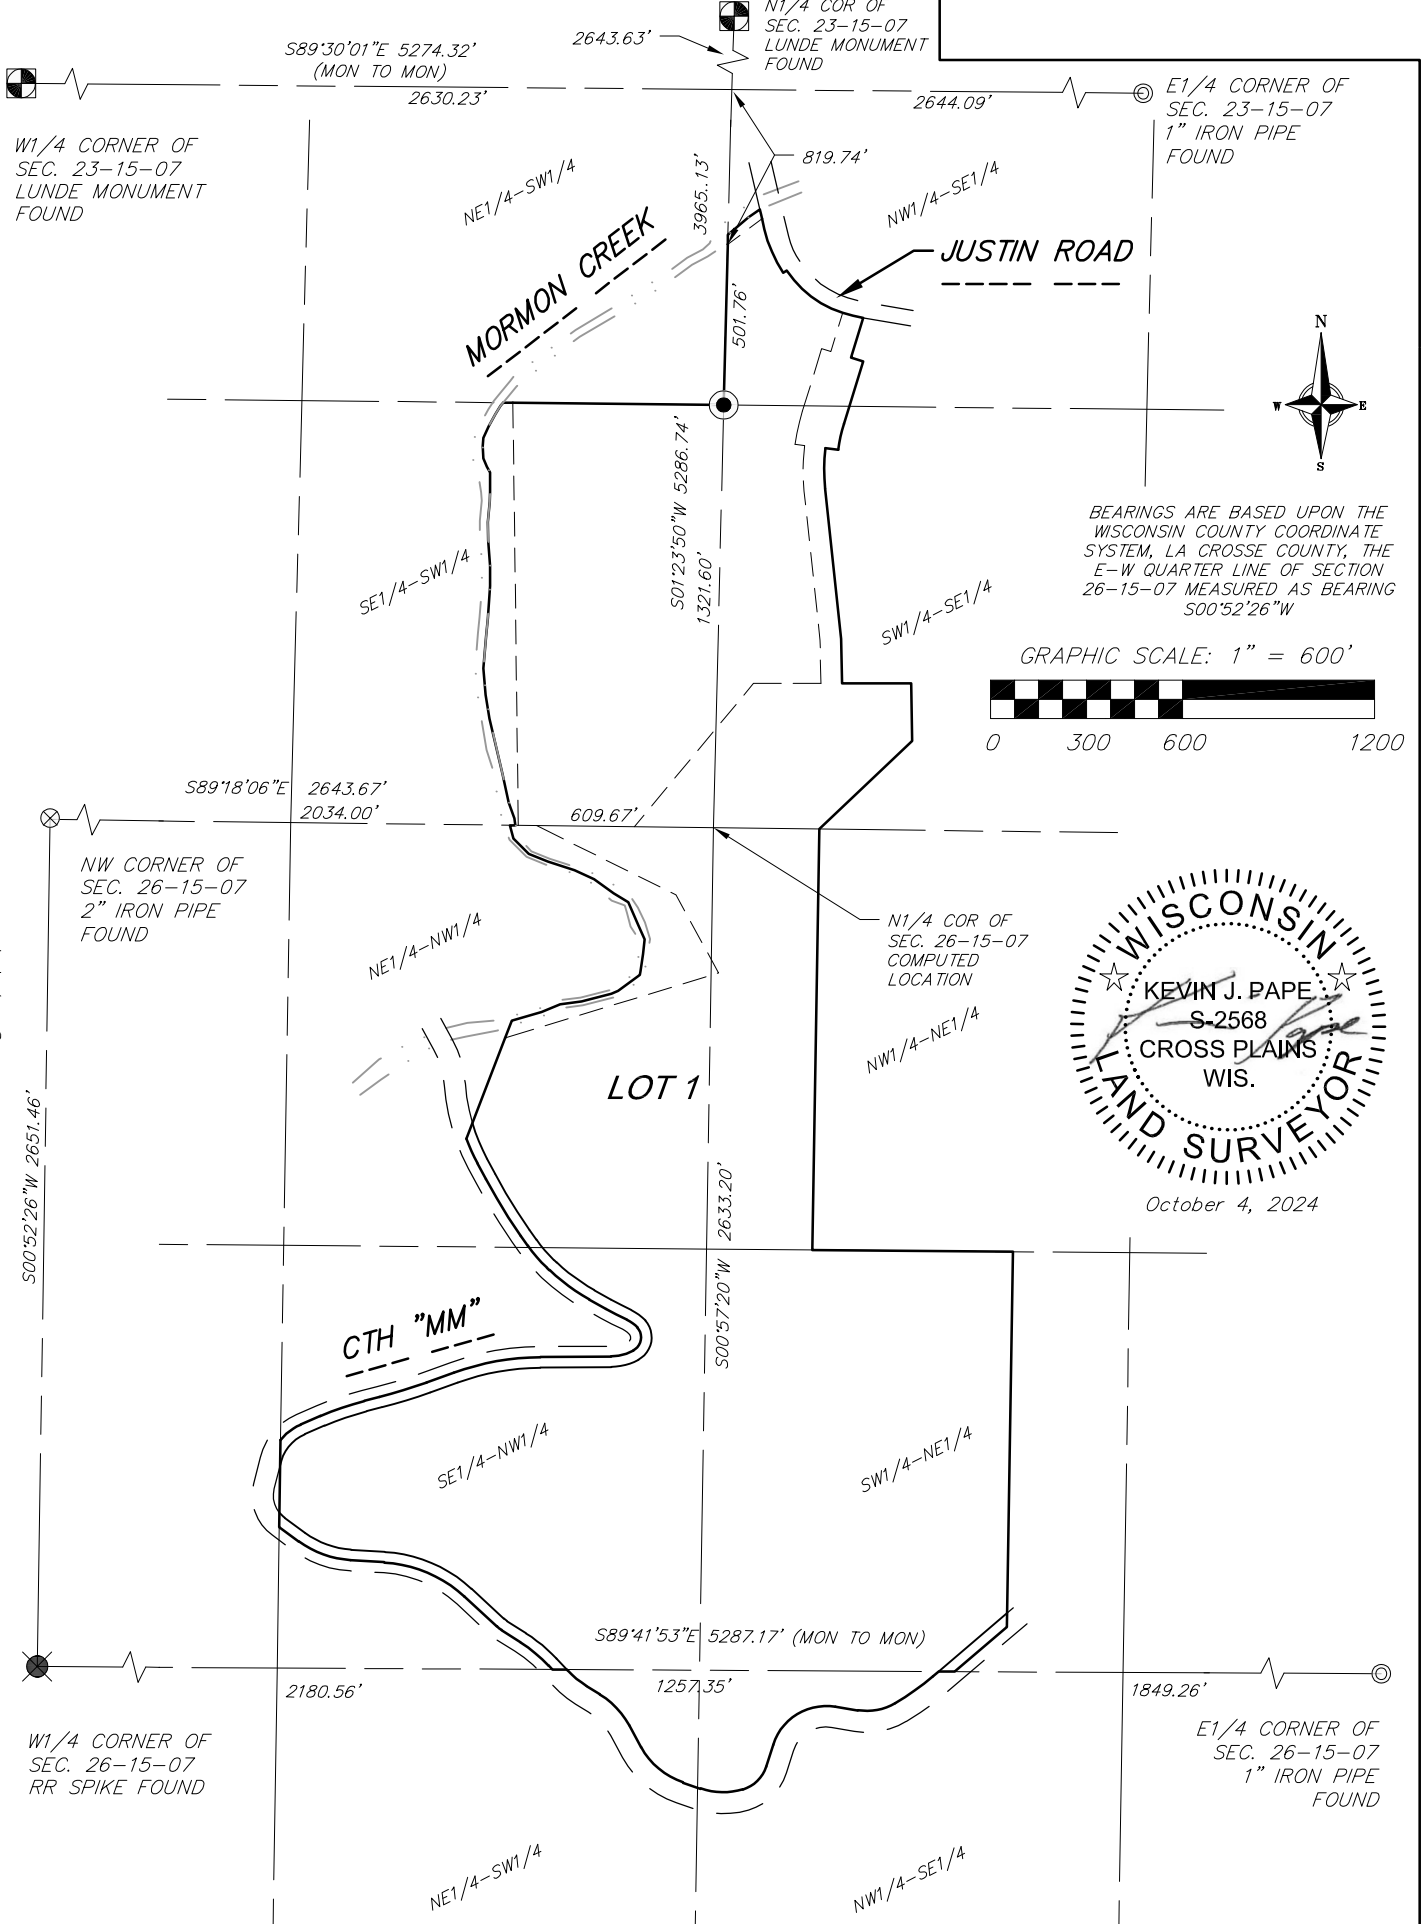 N1/4 COR OF
SEC. 23-15-07
LUNDE MONUMENT
FOUND
2643.63'
S89°30'01"E 5274.32'
(MON TO MON)
2630.23'
2644.09'
E1/4 CORNER OF
SEC. 23-15-07
1" IRON PIPE
FOUND
W1/4 CORNER OF
SEC. 23-15-07
LUNDE MONUMENT
FOUND
819.74'
3965..13'
NE1/4-SW1/4
NW1/4-SE1/4
MORMON CREEK
JUSTIN ROAD
501.76'
N
W
E
S
S01°23'50"W 5286.74'
1321.60'
BEARINGS ARE BASED UPON THE
WISCONSIN COUNTY COORDINATE
SYSTEM, LA CROSSE COUNTY, THE
E-W QUARTER LINE OF SECTION
26-15-07 MEASURED AS BEARING
S00°52'26"W
SE1/4-SW1/4
SW1/4-SE1/4
GRAPHIC SCALE: 1" = 600'
0 300 600 1200
S89°18'06"E 2643.67'
2034.00'
609.67'
NW CORNER OF
SEC. 26-15-07
2" IRON PIPE
FOUND
N1/4 COR OF
SEC. 26-15-07
COMPUTED
LOCATION
NE1/4-NW1/4
NW1/4-NE1/4
WISCONSIN
KEVIN J. PAPE
S-2568
CROSS PLAINS
WIS.
LAND SURVEYOR
October 4, 2024
LOT 1
S00°52'26"W 2651.46'
S00°57'20"W 2633.20'
CTH "MM"
SE1/4-NW1/4
SW1/4-NE1/4
S89°41'53"E 5287.17' (MON TO MON)
2180.56'
1257.35'
1849.26'
W1/4 CORNER OF
SEC. 26-15-07
RR SPIKE FOUND
E1/4 CORNER OF
SEC. 26-15-07
1" IRON PIPE
FOUND
NE1/4-SW1/4
NW1/4-SE1/4